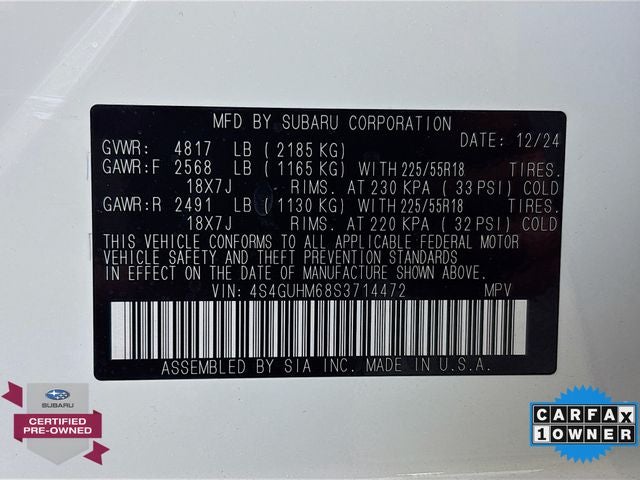 MFD BY SUBARU CORPORATION
DATE: 12/24
GVWR: 4817 LB ( 2185 KG)
GAWR:F 2568 LB ( 1165 KG) WITH 225/55R18 TIRES.
18X7J RIMS. AT 230 KPA ( 33 PSI) COLD
GAWR:R 2491 LB ( 1130 KG) WITH 225/55R18 TIRES.
18X7J RIMS. AT 220 KPA ( 32 PSI) COLD
THIS VEHICLE CONFORMS TO ALL APPLICABLE FEDERAL MOTOR
VEHICLE SAFETY AND THEFT PREVENTION STANDARDS
IN EFFECT ON THE DATE OF MANUFACTURE SHOWN ABOVE.
VIN: 4S4GUHM68S3714472 MPV
ASSEMBLED BY SIA INC. MADE IN U.S.A.
SUBARU
CERTIFIED
PRE-OWNED
CARFAX
1 OWNER